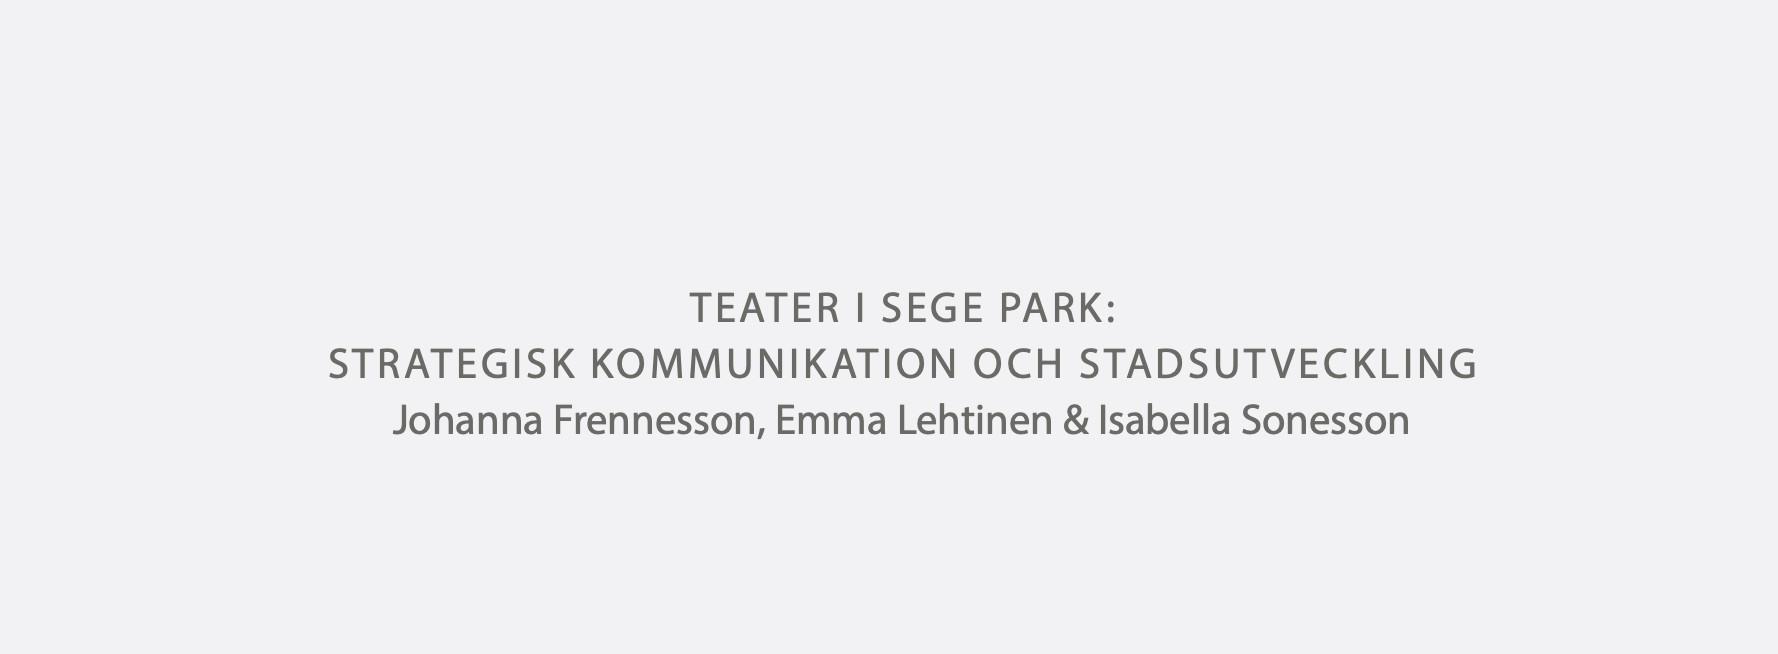 TEATER I SEGE PARK:
STRATEGISK KOMMUNIKATION OCH STADSUTVECKLING
Johanna Frennesson, Emma Lehtinen & Isabella Sonesson